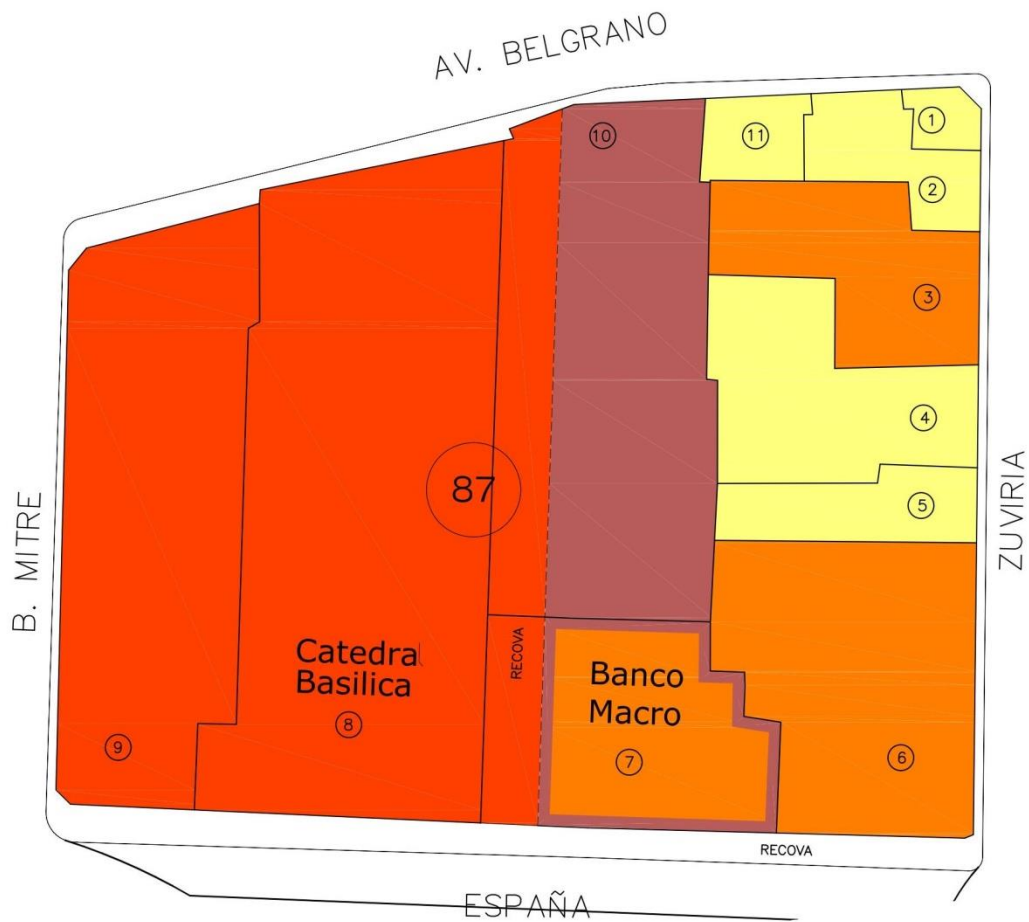 AV. BELGRANO
1
10
11
2
3
4
87
5
B. MITRE
ZUVIRIA
RECOVA
Catedral
Basilica
Banco
Macro
8
9
7
6
RECOVA
ESPAÑA